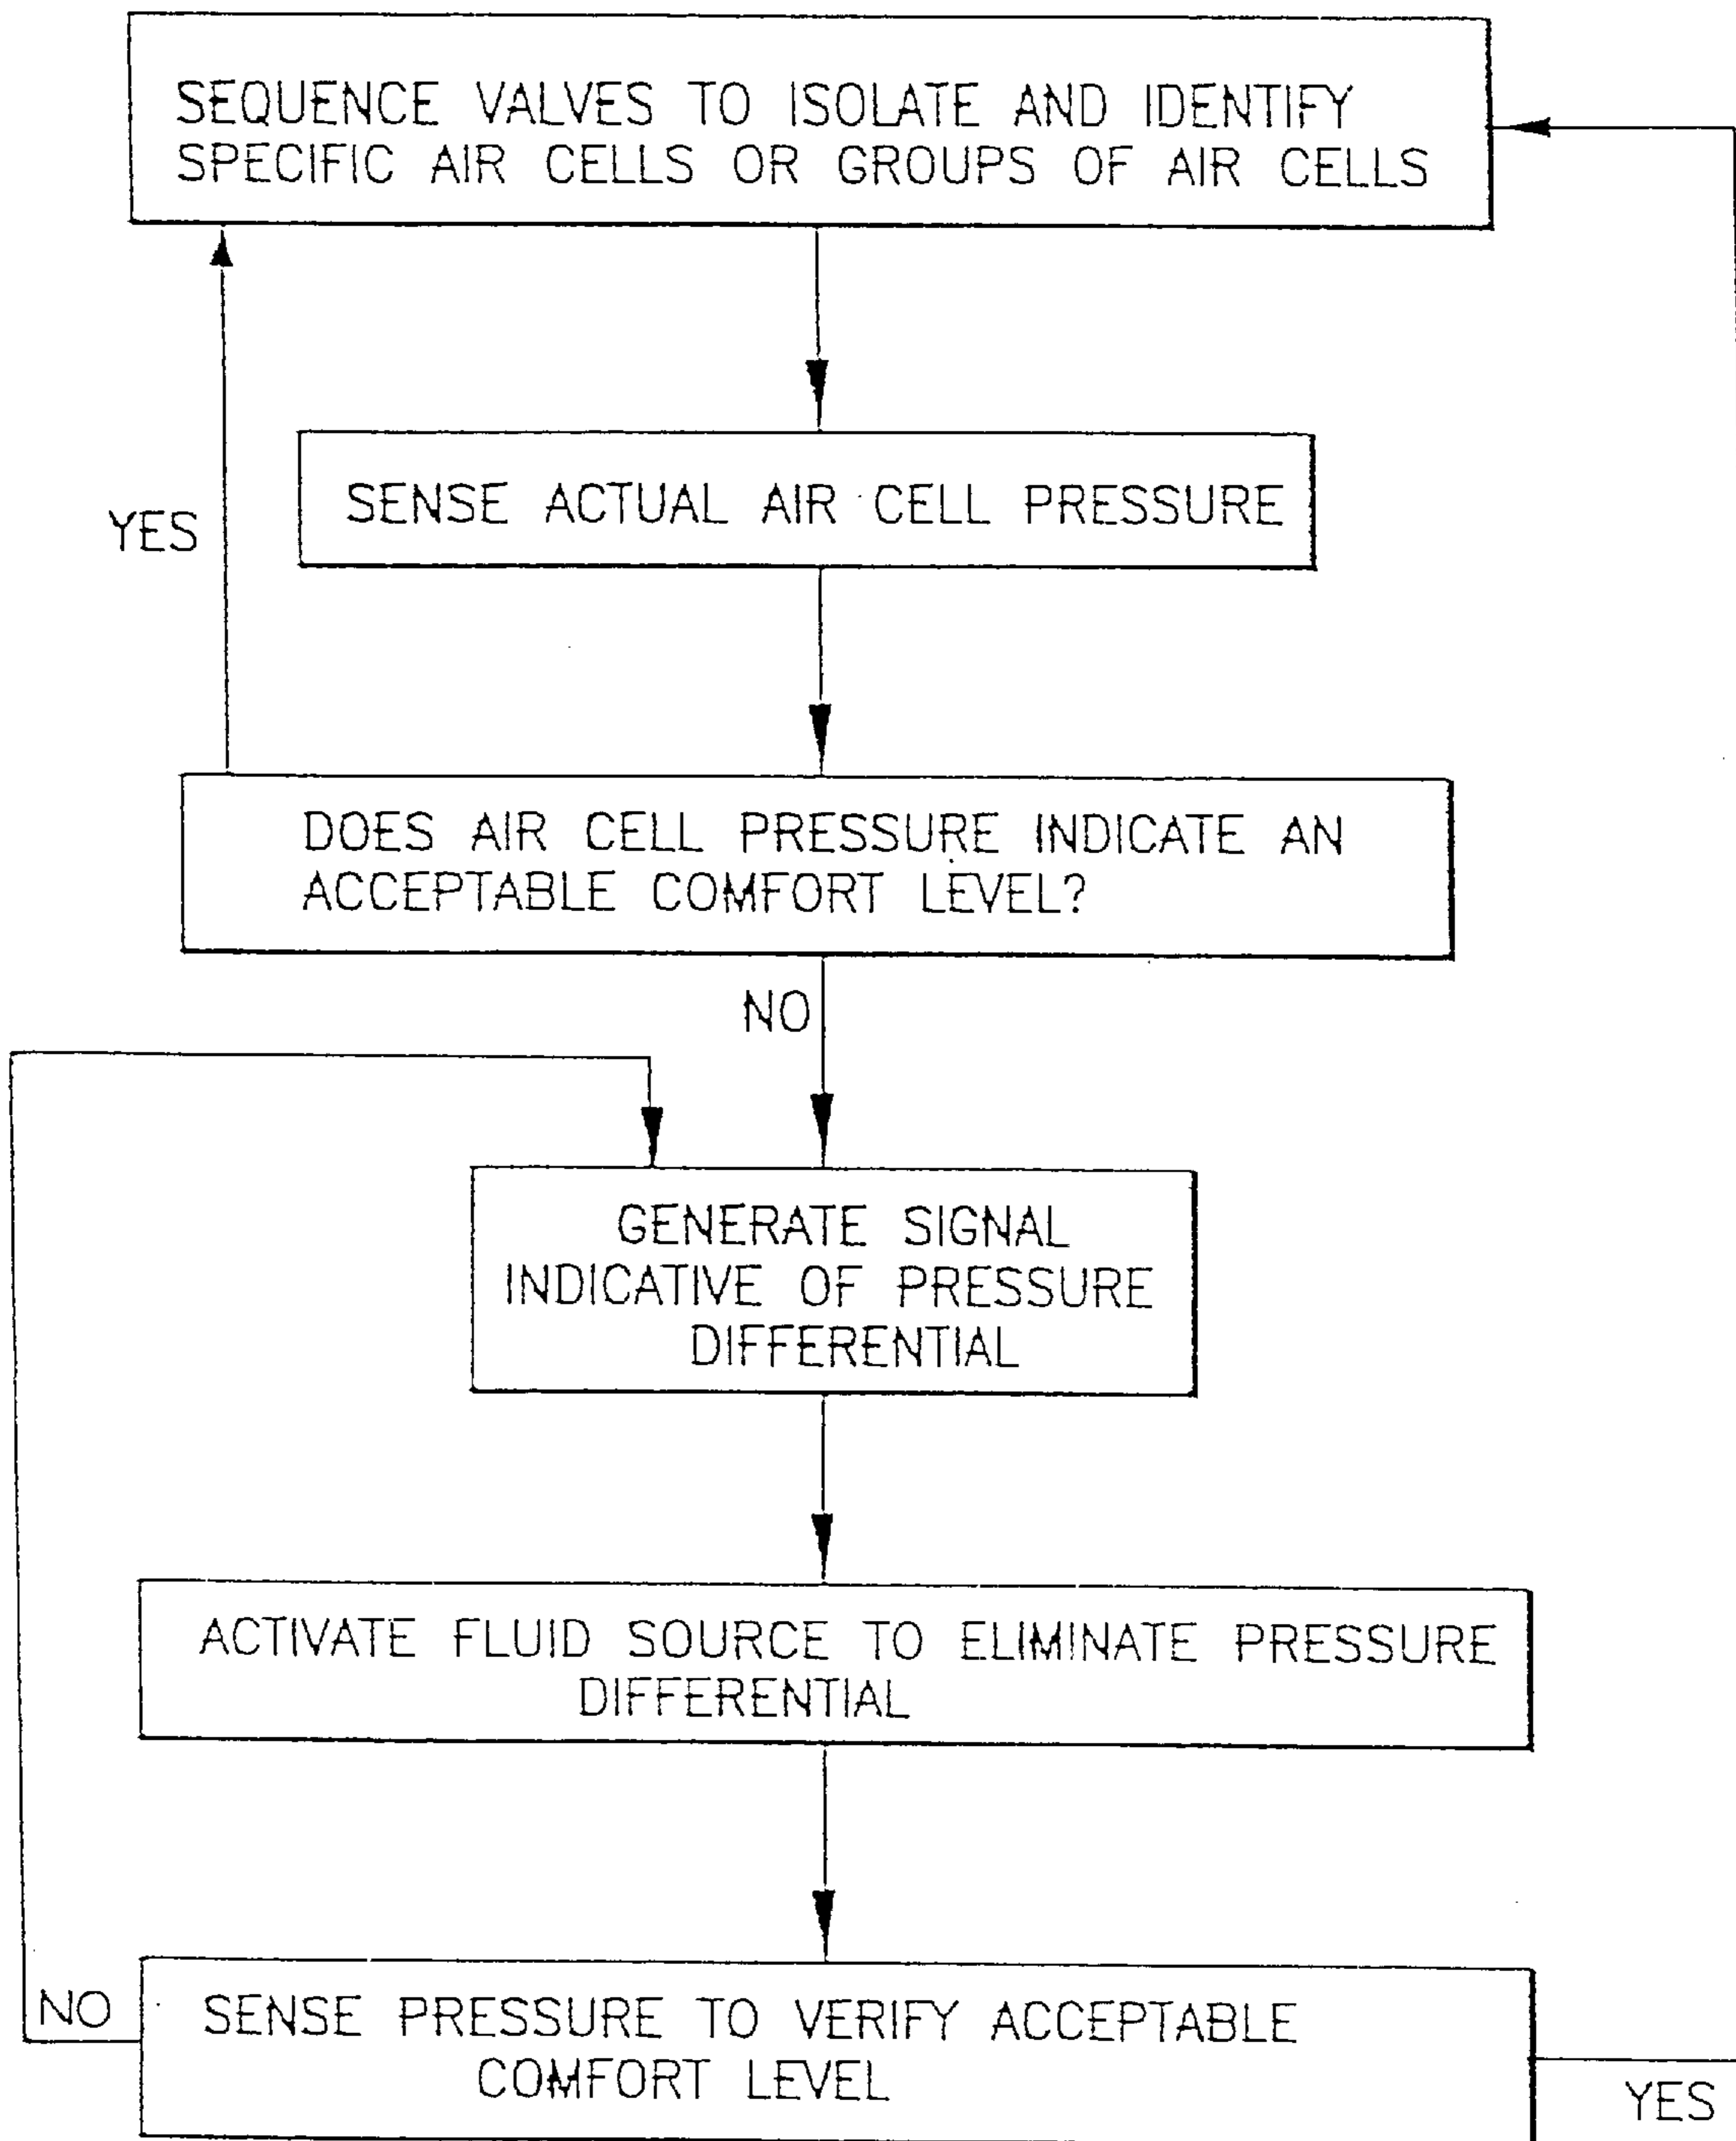 SEQUENCE VALVES TO ISOLATE AND IDENTIFY
SPECIFIC AIR CELLS OR GROUPS OF AIR CELLS
SENSE ACTUAL AIR CELL PRESSURE
YES
DOES AIR CELL PRESSURE INDICATE AN
ACCEPTABLE COMFORT LEVEL?
NO
GENERATE SIGNAL
INDICATIVE OF PRESSURE
DIFFERENTIAL
ACTIVATE FLUID SOURCE TO ELIMINATE PRESSURE
DIFFERENTIAL
NO
SENSE PRESSURE TO VERIFY ACCEPTABLE
COMFORT LEVEL
YES